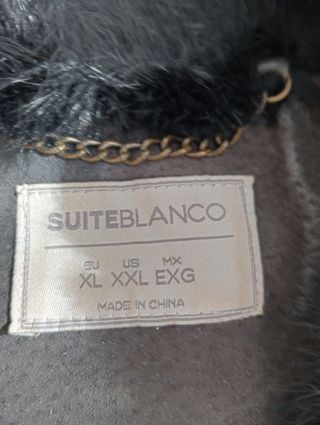 SUITEBLANCO
EU US MX
XL XXL EXG
MADE IN CHINA